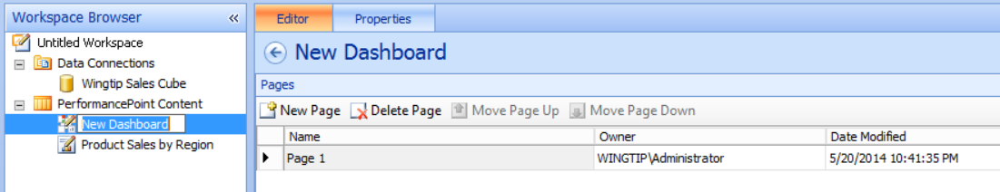 Workspace Browser «
Untitled Workspace
Data Connections
Wingtip Sales Cube
PerformancePoint Content
New Dashboard
Product Sales by Region
Editor Properties
New Dashboard
Pages
New Page Delete Page Move Page Up Move Page Down
Name Owner Date Modified
Page 1 WINGTIP\Administrator 5/20/2014 10:41:35 PM